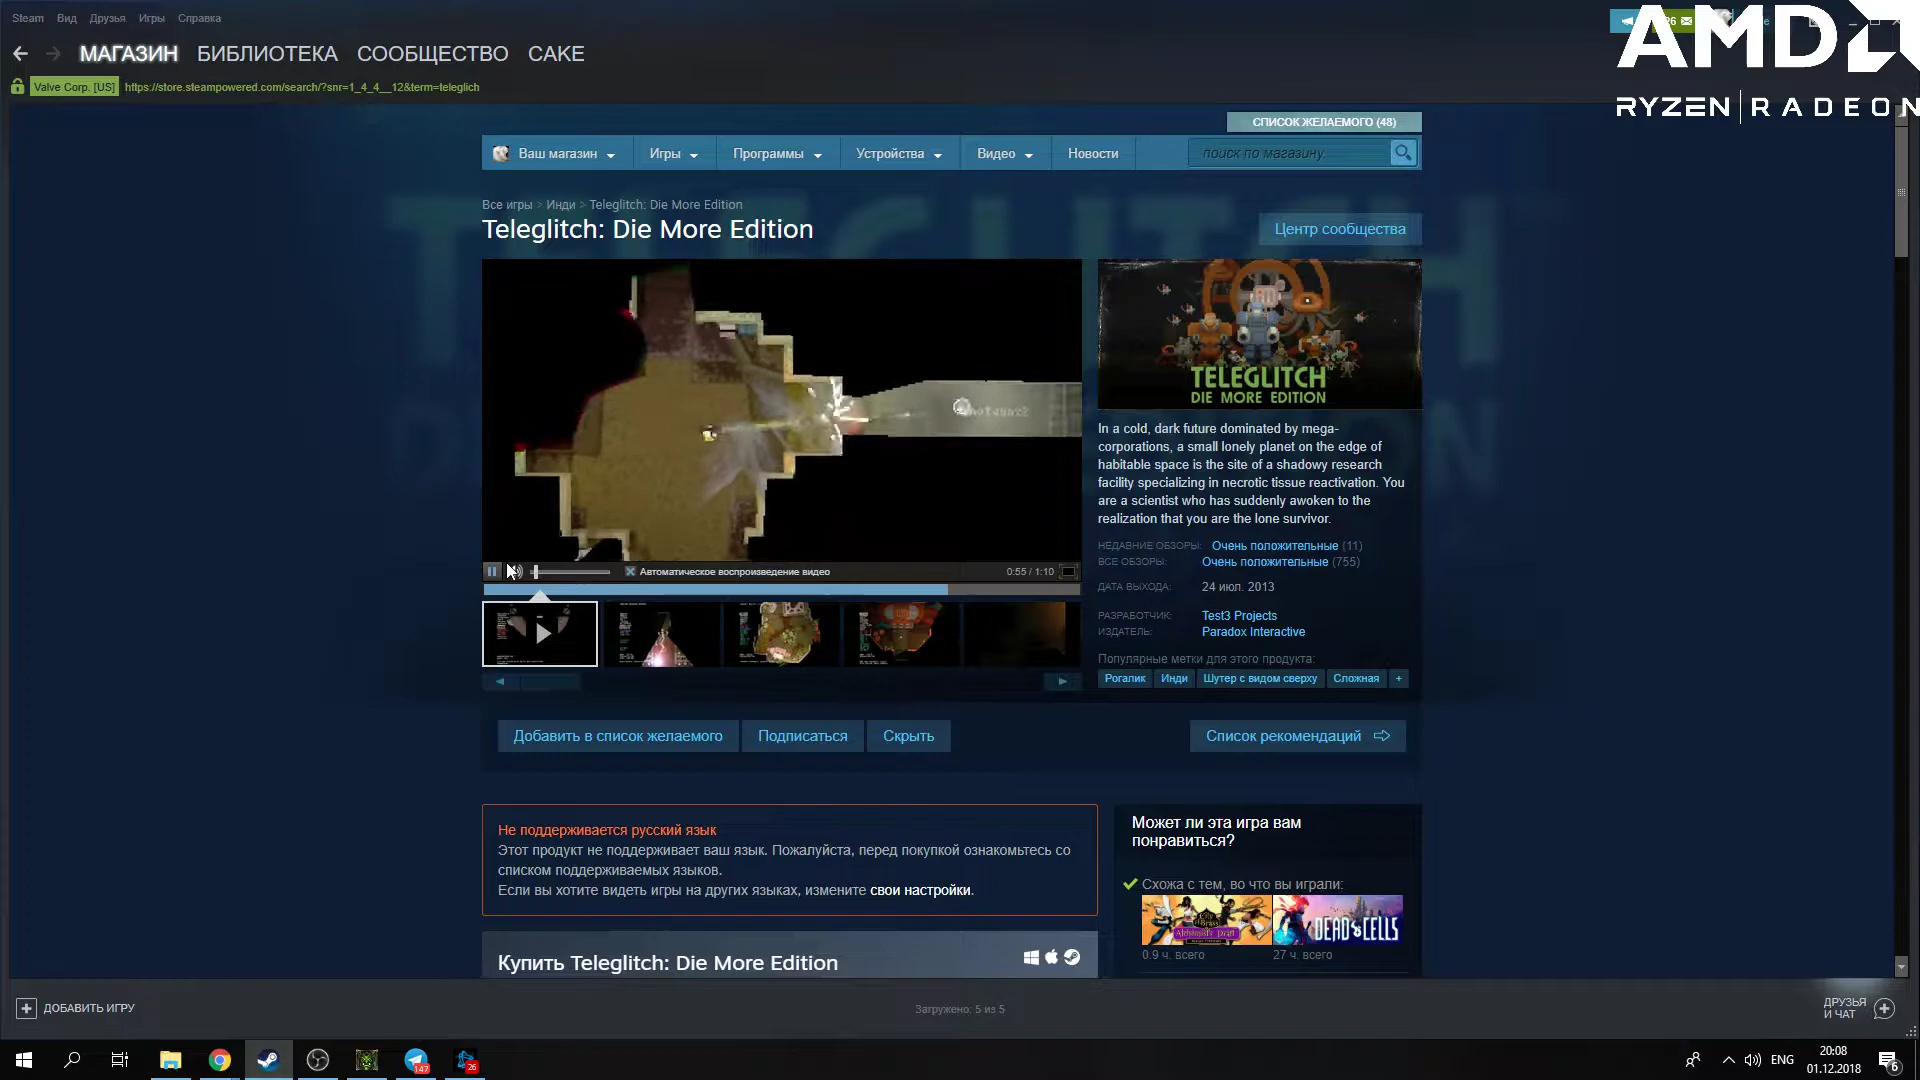 Steam Вид Друзья Игры Справка
AMD
RYZEN RADEON
МАГАЗИН БИБЛИОТЕКА СООБЩЕСТВО CAKE
Valve Corp. [US] https://store.steampowered.com/search/?snr=1_4_4__12&term=teleglich
СПИСОК ЖЕЛАЕМОГО (48)
Ваш магазин Игры Программы Устройства Видео Новости поиск по магазину
Все игры > Инди > Teleglitch: Die More Edition
Teleglitch: Die More Edition
Центр сообщества
TELEGLITCH
DIE MORE EDITION
In a cold, dark future dominated by mega-
corporations, a small lonely planet on the edge of
habitable space is the site of a shadowy research
facility specializing in necrotic tissue reactivation. You
are a scientist who has suddenly awoken to the
realization that you are the lone survivor.
НЕДАВНИЕ ОБЗОРЫ: Очень положительные (11)
ВСЕ ОБЗОРЫ: Очень положительные (755)
ДАТА ВЫХОДА: 24 июл. 2013
РАЗРАБОТЧИК: Test3 Projects
ИЗДАТЕЛЬ: Paradox Interactive
Популярные метки для этого продукта:
Рогалик Инди Шутер с видом сверху Сложная +
Автоматическое воспроизведение видео 0:55 / 1:10
Добавить в список желаемого Подписаться Скрыть Список рекомендаций
Не поддерживается русский язык
Этот продукт не поддерживает ваш язык. Пожалуйста, перед покупкой ознакомьтесь со
списком поддерживаемых языков.
Если вы хотите видеть игры на других языках, измените свои настройки.
Купить Teleglitch: Die More Edition
Может ли эта игра вам
понравиться?
Схожа с тем, во что вы играли:
DEAD CELLS
0.9 ч. всего 27 ч. всего
ДОБАВИТЬ ИГРУ
Загружено: 5 из 5
ДРУЗЬЯ
И ЧАТ
147
26
ENG
20:08
01.12.2018
6